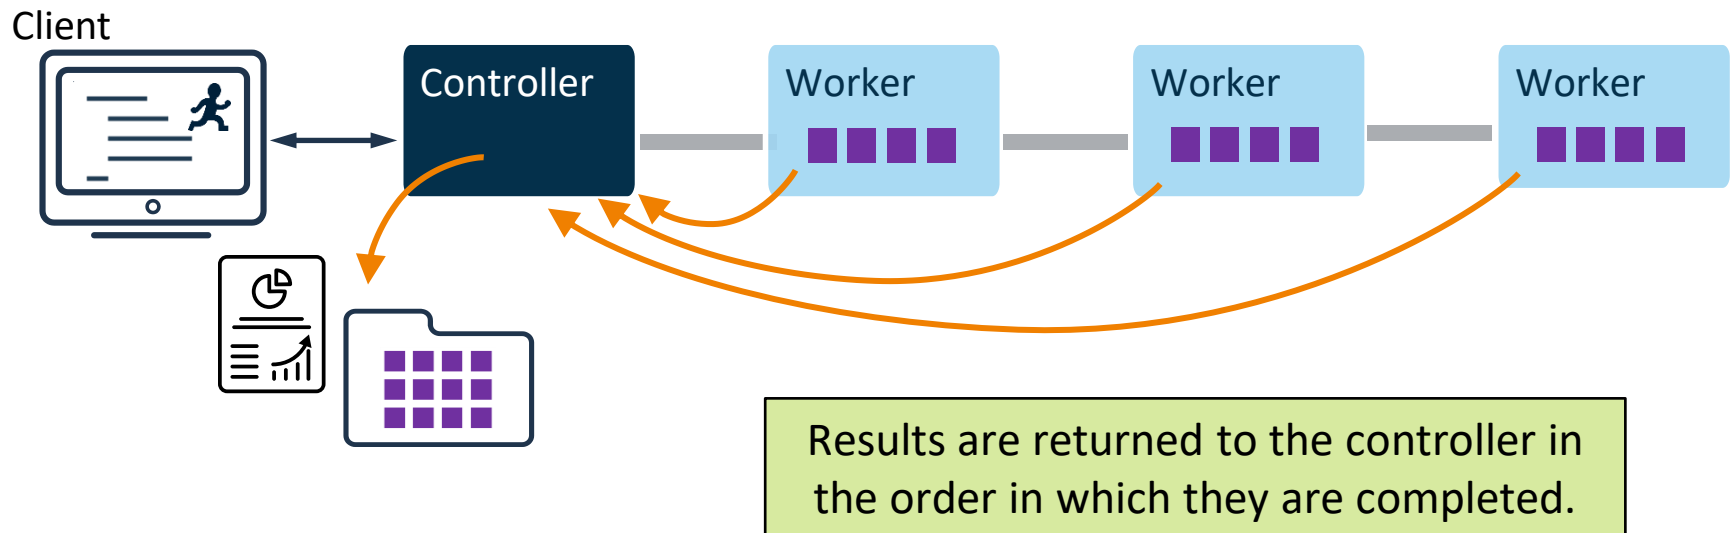 Client
Controller
Worker
Worker
Worker
Results are returned to the controller in
the order in which they are completed.